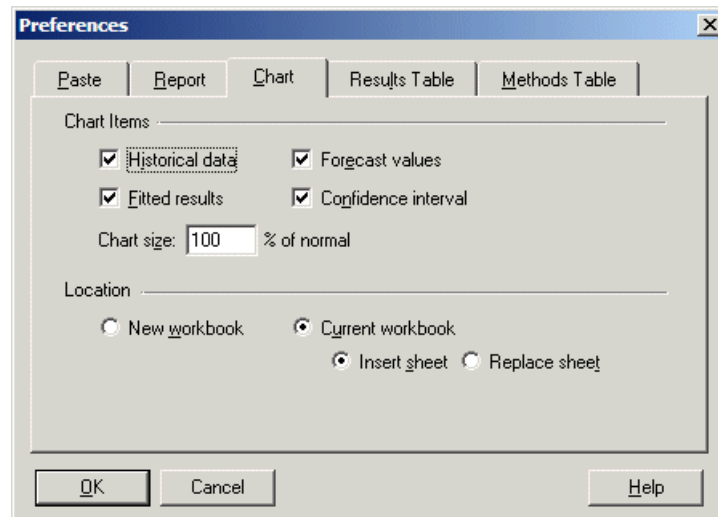 Preferences
Paste Report Chart Results Table Methods Table
Chart Items
Historical data Forecast values
Fitted results Confidence interval
Chart size: 100 % of normal
Location
New workbook Current workbook
Insert sheet Replace sheet
OK Cancel Help